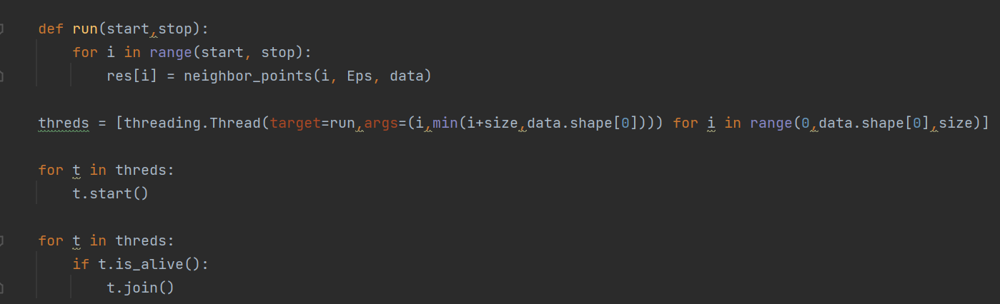 def run(start,stop):
    for i in range(start, stop):
        res[i] = neighbor_points(i, Eps, data)
threds = [threading.Thread(target=run,args=(i,min(i+size,data.shape[0]))) for i in range(0,data.shape[0],size)]
for t in threds:
    t.start()
for t in threds:
    if t.is_alive():
        t.join()